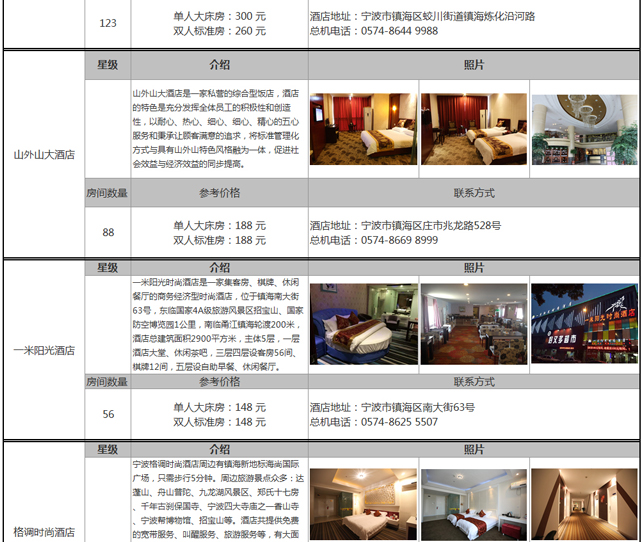 123
单人大床房：300 元
双人标准房：260 元
酒店地址：宁波市镇海区蛟川街道镇海炼化沿河路
总机电话：0574-8644 9988
山外山大酒店
星级
介绍
照片
山外山大酒店是一家私营的综合型饭店，酒店
的特色是充分发挥全体员工的积极性和创造
性，以耐心、热心、细心、细心、精心的五心
服务和秉承让顾客满意的追求，将标准管理化
方式与具有山外山特色风格融为一体，促进社
会效益与经济效益的同步提高。
房间数量
参考价格
联系方式
88
单人大床房：188 元
双人标准房：188 元
酒店地址：宁波市镇海区庄市兆龙路528号
总机电话：0574-8669 8999
一米阳光酒店
星级
介绍
照片
一米阳光时尚酒店是一家集客房、棋牌、休闲
餐厅的商务经济型时尚酒店，位于镇海南大街
63号，东临国家4A级旅游风景区招宝山、国家
防空博览园1公里，南临甬江镇海轮渡200米，
酒店总建筑面积2900平方米，主体5层，一层
酒店大堂、休闲茶吧，三层四层设客房56间、
棋牌12间，五层设自助早餐、休闲餐厅。
房间数量
参考价格
联系方式
56
单人大床房：148 元
双人标准房：148 元
酒店地址：宁波市镇海区南大街63号
总机电话：0574-8625 5507
格调时尚酒店
星级
介绍
照片
宁波格调时尚酒店周边有镇海新地标海尚国际
广场，只需步行5分钟。周边旅游景点众多：达
蓬山、舟山普陀、九龙湖风景区、郑氏十七房
、千年古刹保国寺、宁波四大寺庙之一香山寺
、宁波帮博物馆、招宝山等。酒店共提供免费
的宽带服务、叫醒服务、旅游服务等，有大面